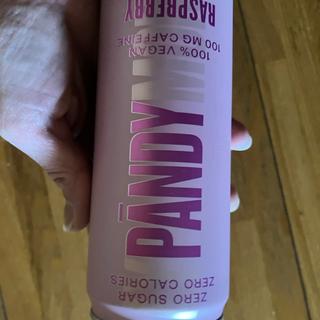 ZERO SUGAR
ZERO CALORIES
PĀNDY
100% VEGAN
100 MG CAFFEINE
RASPBERRY